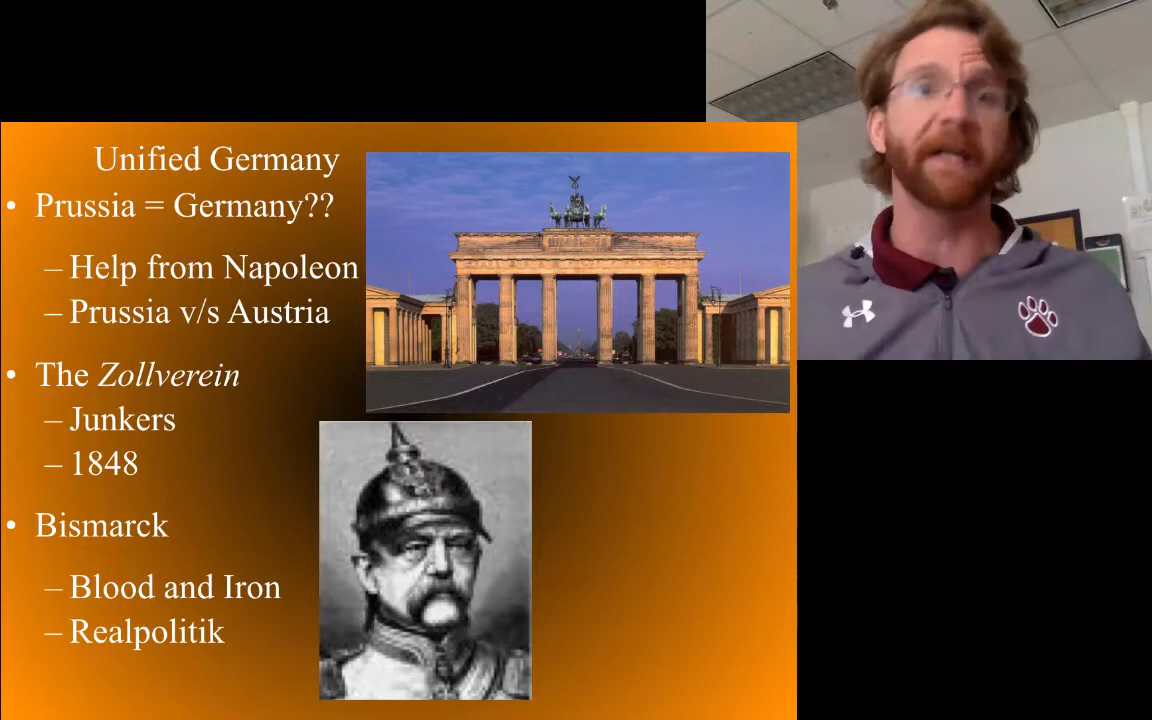 Unified Germany
• Prussia = Germany??
– Help from Napoleon
– Prussia v/s Austria
• The Zollverein
– Junkers
– 1848
• Bismarck
– Blood and Iron
– Realpolitik